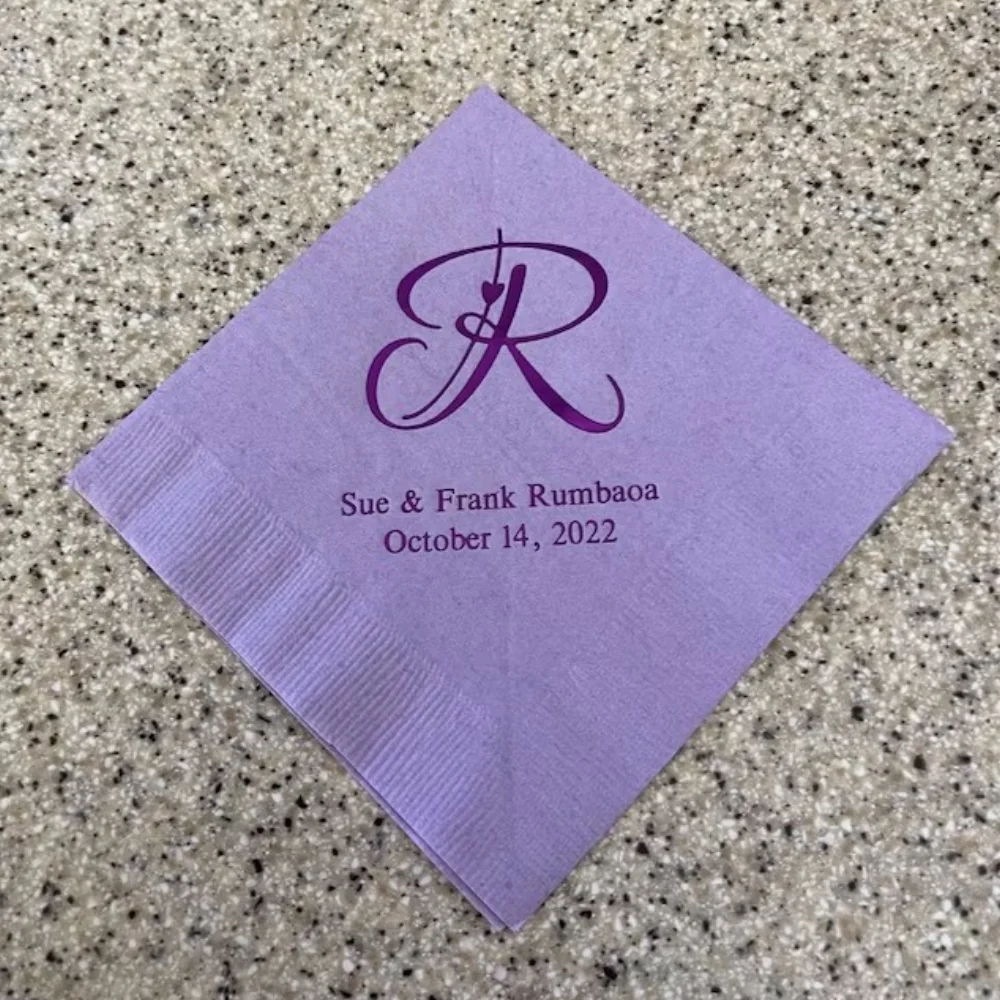 R
Sue & Frank Rumbaoa
October 14, 2022